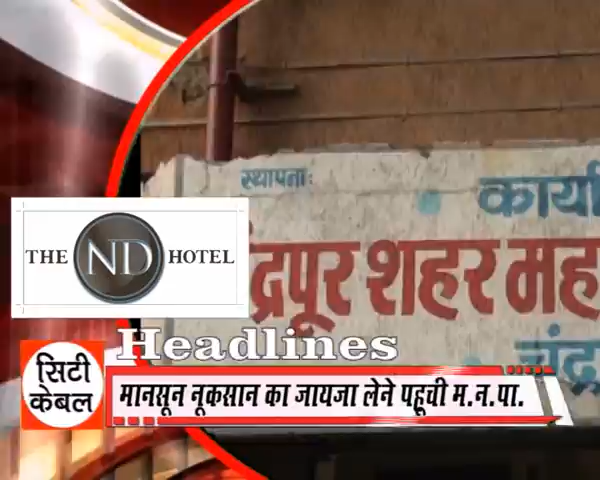 स्थापना:
कार्या
द्रपूर शहर मह
चंद्र
THE ND HOTEL
Headlines
सिटी
केबल
मानसून नूकसान का जायजा लेने पहूची म.न.पा.